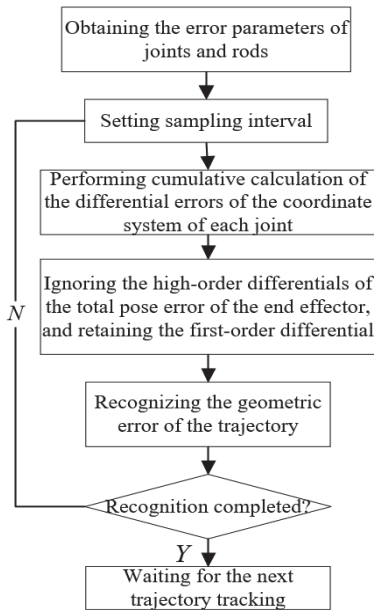 Obtaining the error parameters of
joints and rods
Setting sampling interval
Performing cumulative calculation of
the differential errors of the coordinate
system of each joint
Ignoring the high-order differentials of
the total pose error of the end effector,
and retaining the first-order differential
N
Recognizing the geometric
error of the trajectory
Recognition completed?
Y
Waiting for the next
trajectory tracking